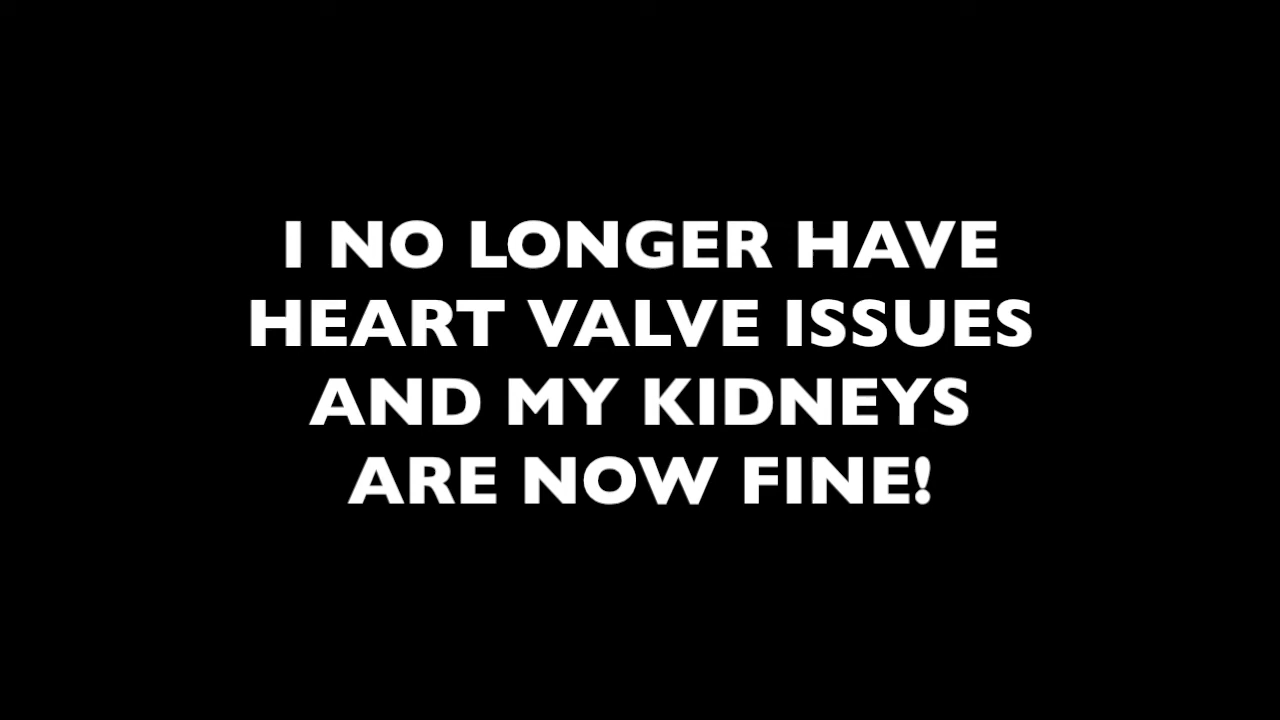 I NO LONGER HAVE
HEART VALVE ISSUES
AND MY KIDNEYS
ARE NOW FINE!